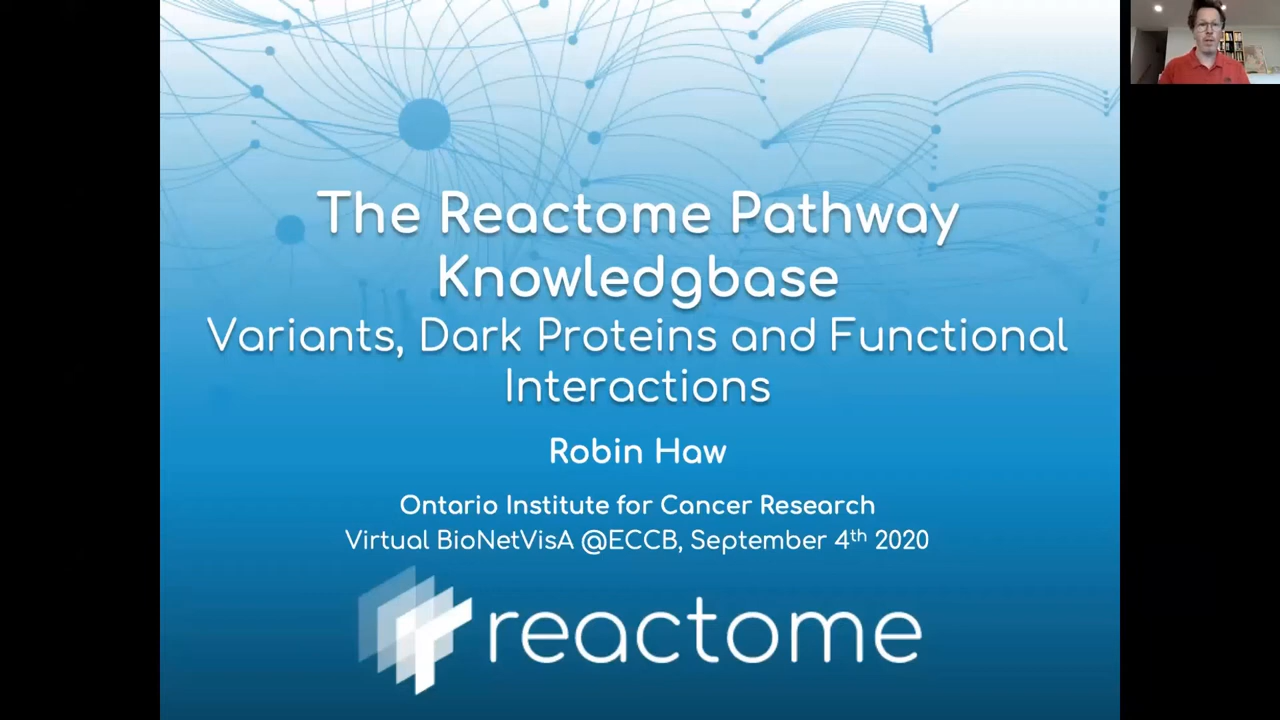 The Reactome Pathway
Knowledgbase
Variants, Dark Proteins and Functional
Interactions
Robin Haw
Ontario Institute for Cancer Research
Virtual BioNetVisA @ECCB, September 4th 2020
reactome